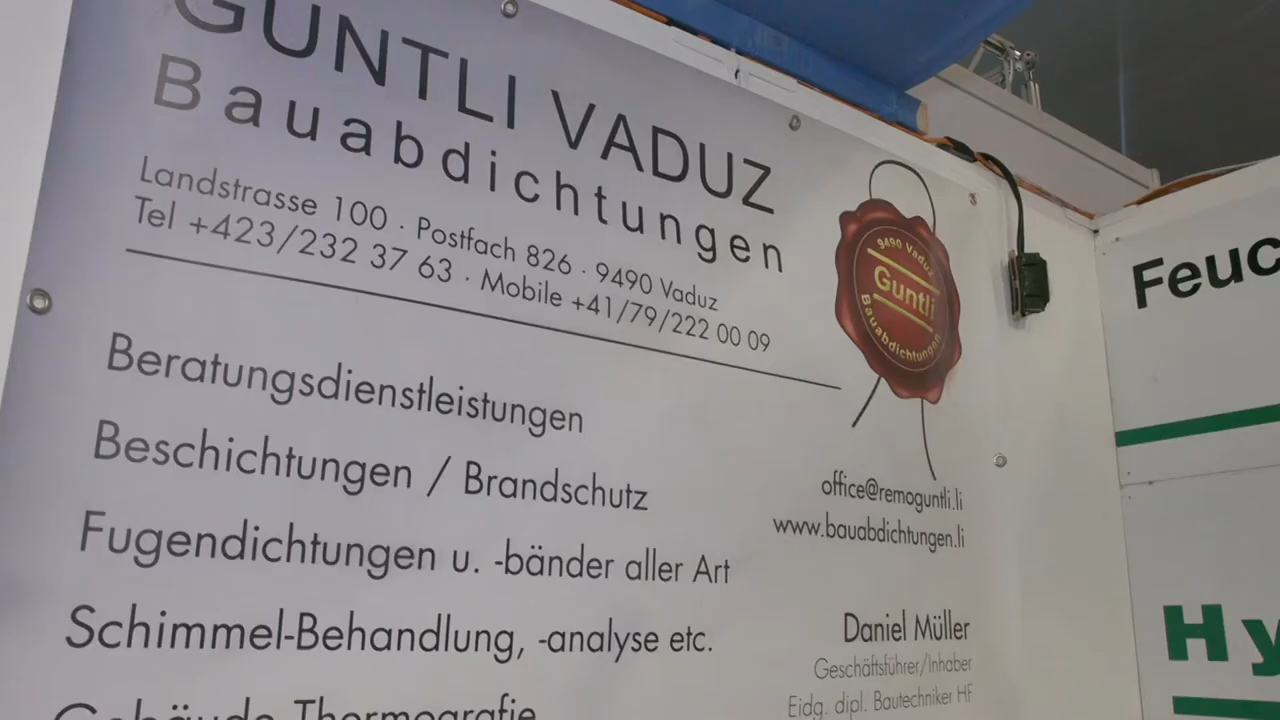 GUNTLI VADUZ
Bauabdichtungen
Landstrasse 100 · Postfach 826 · 9490 Vaduz
Tel +423/232 37 63 · Mobile +41/79/222 00 09
9490 Vaduz
Guntli
Bauabdichtungen
Beratungsdienstleistungen
Beschichtungen / Brandschutz
Fugendichtungen u. -bänder aller Art
Schimmel-Behandlung, -analyse etc.
Gebäude Thermografie
office@remoguntli.li
www.bauabdichtungen.li
Daniel Müller
Geschäftsführer/Inhaber
Eidg. dipl. Bautechniker HF
Feuc
Hy